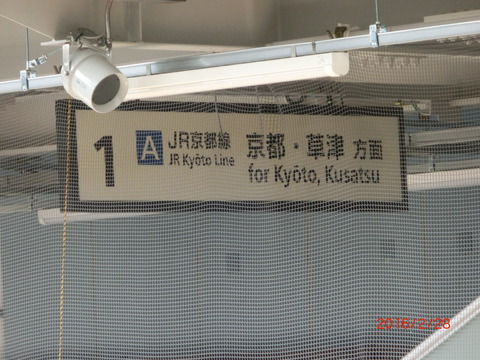 1
A
JR京都線
JR Kyōto Line
京都・草津 方面
for Kyōto, Kusatsu
2016/2/28